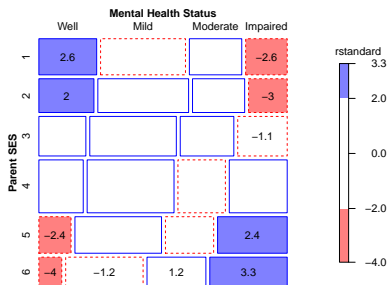 Mental Health Status
Well Mild Moderate Impaired
Parent SES
1 2.6 −2.6
2 2 −3
3 −1.1
4
5 −2.4 2.4
6 −4 −1.2 1.2 3.3
rstandard
3.3
2.0
0.0
−2.0
−4.0